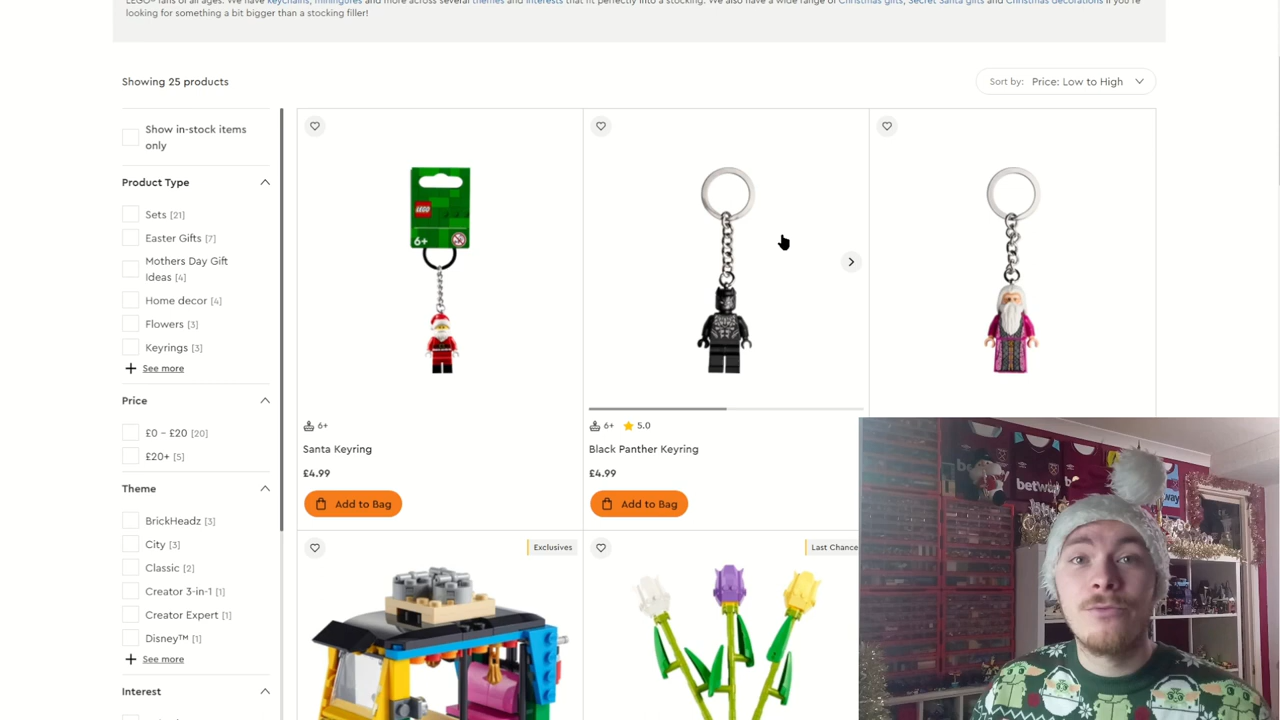 LEGO® fans of all ages. We have keychains, minifigures and more across several themes and interests that fit perfectly into a stocking. We also have a wide range of Christmas gifts, Secret Santa gifts and Christmas decorations if you're
looking for something a bit bigger than a stocking filler!
Showing 25 products
Sort by: Price: Low to High
Show in-stock items
only
Product Type
Sets [21]
Easter Gifts [7]
Mothers Day Gift
Ideas [4]
Home decor [4]
Flowers [3]
Keyrings [3]
See more
Price
£0 – £20 [20]
£20+ [5]
Theme
BrickHeadz [3]
City [3]
Classic [2]
Creator 3-in-1 [1]
Creator Expert [1]
Disney™ [1]
See more
Interest
LEGO
6+
6+
Santa Keyring
£4.99
Add to Bag
6+ 5.0
Black Panther Keyring
£4.99
Add to Bag
Exclusives
Last Chance
betw
betway
way